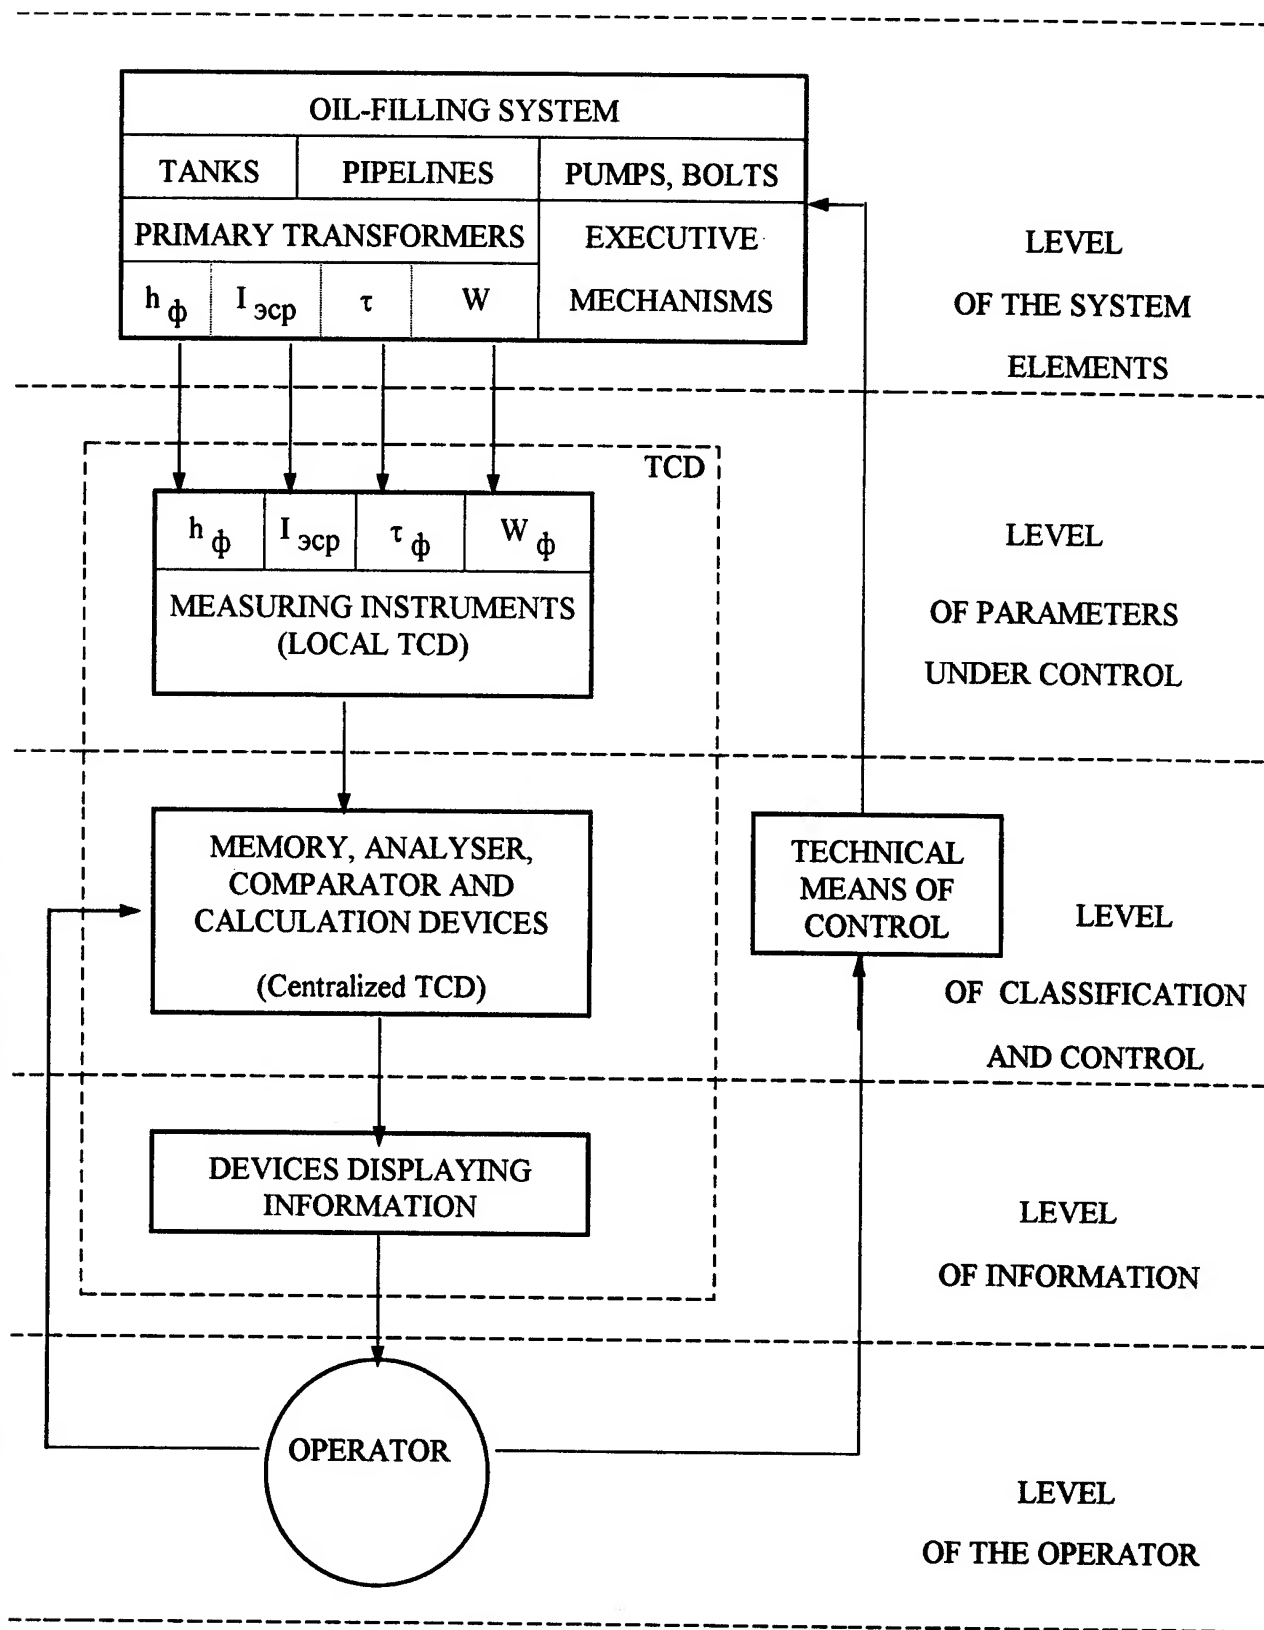 OIL-FILLING SYSTEM
TANKS
PIPELINES
PUMPS, BOLTS
PRIMARY TRANSFORMERS
EXECUTIVE
MECHANISMS
h ф
I эср
τ
W
LEVEL
OF THE SYSTEM
ELEMENTS
TCD
h ф
I эср
τ ф
W ф
MEASURING INSTRUMENTS
(LOCAL TCD)
LEVEL
OF PARAMETERS
UNDER CONTROL
MEMORY, ANALYSER,
COMPARATOR AND
CALCULATION DEVICES
(Centralized TCD)
TECHNICAL
MEANS OF
CONTROL
LEVEL
OF CLASSIFICATION
AND CONTROL
DEVICES DISPLAYING
INFORMATION
LEVEL
OF INFORMATION
OPERATOR
LEVEL
OF THE OPERATOR